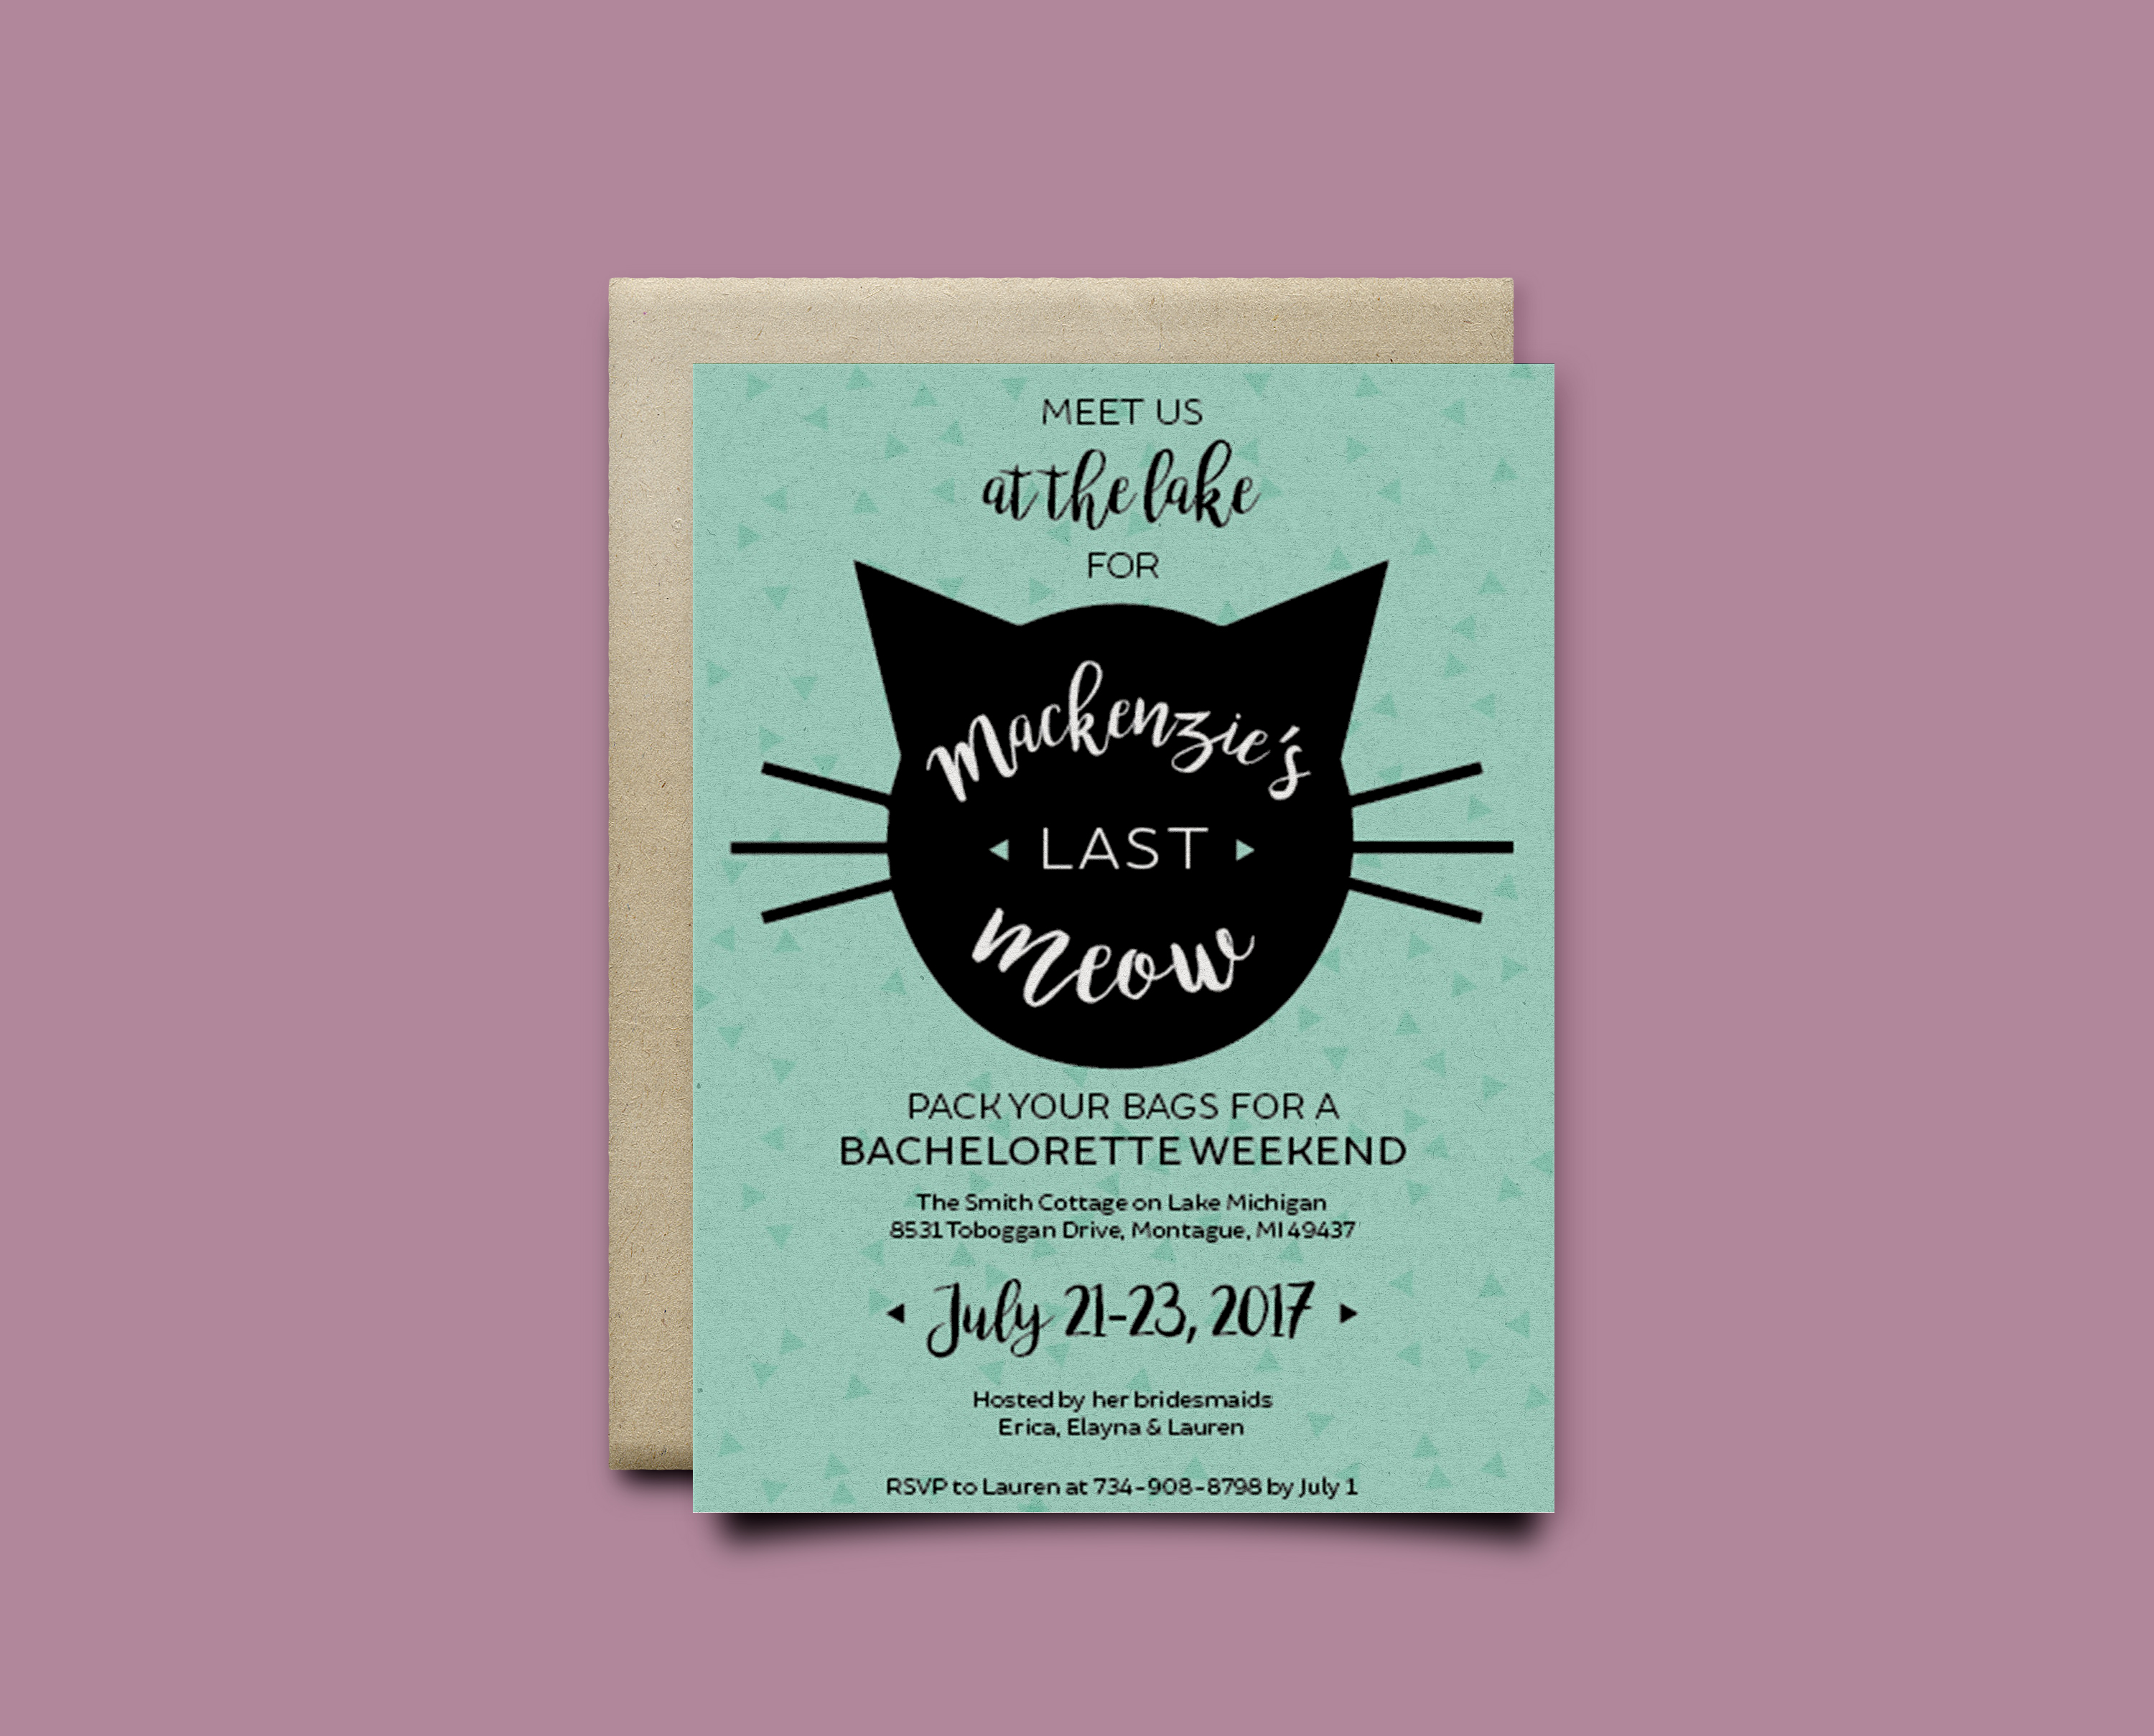 MEET US
at the lake
FOR
Mackenzie's
LAST
meow
PACK YOUR BAGS FOR A
BACHELORETTE WEEKEND
The Smith Cottage on Lake Michigan
8531 Toboggan Drive, Montague, MI 49437
July 21-23, 2017
Hosted by her bridesmaids
Erica, Elayna & Lauren
RSVP to Lauren at 734-908-8798 by July 1